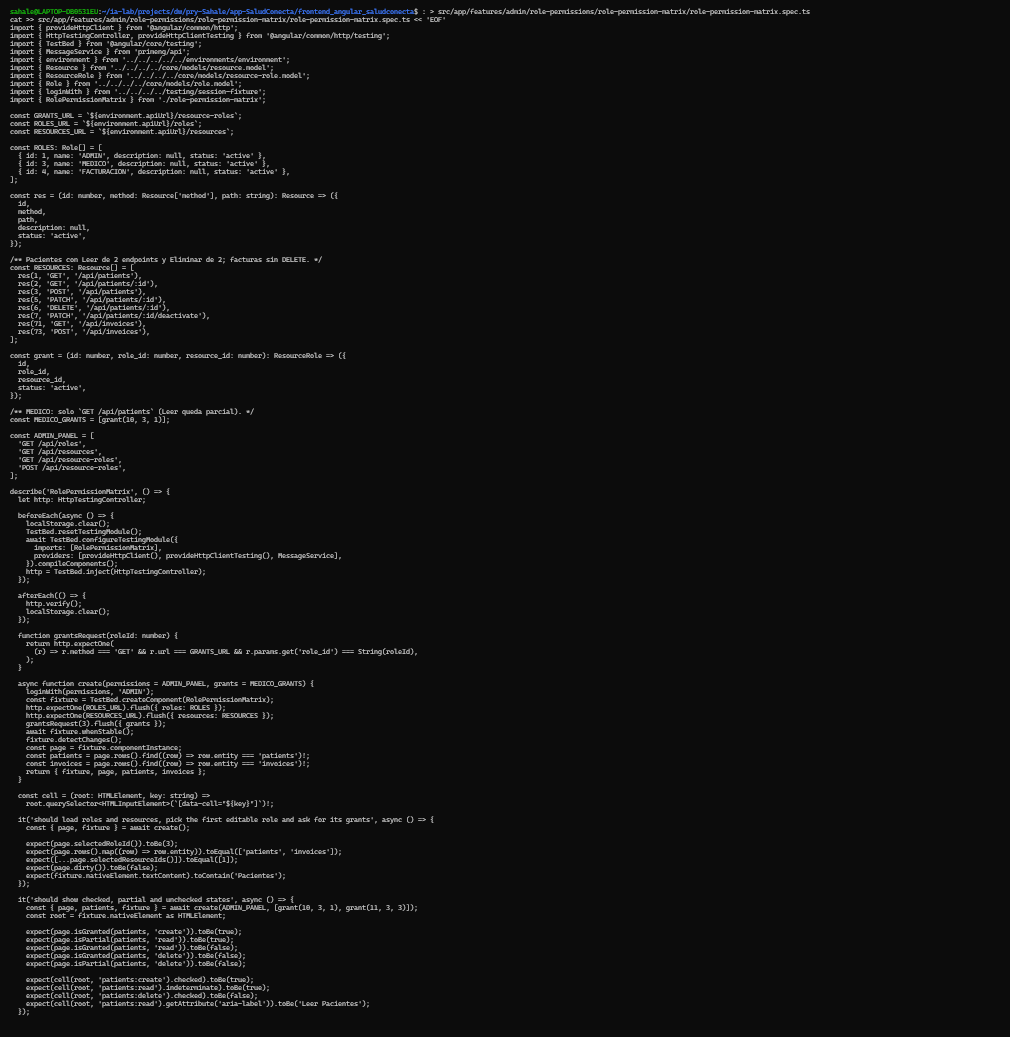 sahale@LAPTOP-DB0531EU:~/ia-lab/projects/dw/pry-Sahale/app-SaludConecta/frontend_angular_saludconecta$ : > src/app/features/admin/role-permissions/role-permission-matrix/role-permission-matrix.spec.ts
cat >> src/app/features/admin/role-permissions/role-permission-matrix/role-permission-matrix.spec.ts << 'EOF'
import { provideHttpClient } from '@angular/common/http';
import { HttpTestingController, provideHttpClientTesting } from '@angular/common/http/testing';
import { TestBed } from '@angular/core/testing';
import { MessageService } from 'primeng/api';
import { environment } from '../../../../../environments/environment';
import { Resource } from '../../../../core/models/resource.model';
import { ResourceRole } from '../../../../core/models/resource-role.model';
import { Role } from '../../../../core/models/role.model';
import { loginWith } from '../../../../testing/session-fixture';
import { RolePermissionMatrix } from './role-permission-matrix';

const GRANTS_URL = `${environment.apiUrl}/resource-roles`;
const ROLES_URL = `${environment.apiUrl}/roles`;
const RESOURCES_URL = `${environment.apiUrl}/resources`;

const ROLES: Role[] = [
  { id: 1, name: 'ADMIN', description: null, status: 'active' },
  { id: 3, name: 'MEDICO', description: null, status: 'active' },
  { id: 4, name: 'FACTURACION', description: null, status: 'active' },
];

const res = (id: number, method: Resource['method'], path: string): Resource => ({
  id,
  method,
  path,
  description: null,
  status: 'active',
});

/** Pacientes con Leer de 2 endpoints y Eliminar de 2; facturas sin DELETE. */
const RESOURCES: Resource[] = [
  res(1, 'GET', '/api/patients'),
  res(2, 'GET', '/api/patients/:id'),
  res(3, 'POST', '/api/patients'),
  res(5, 'PATCH', '/api/patients/:id'),
  res(6, 'DELETE', '/api/patients/:id'),
  res(7, 'PATCH', '/api/patients/:id/deactivate'),
  res(71, 'GET', '/api/invoices'),
  res(73, 'POST', '/api/invoices'),
];

const grant = (id: number, role_id: number, resource_id: number): ResourceRole => ({
  id,
  role_id,
  resource_id,
  status: 'active',
});

/** MEDICO: solo `GET /api/patients` (Leer queda parcial). */
const MEDICO_GRANTS = [grant(10, 3, 1)];

const ADMIN_PANEL = [
  'GET /api/roles',
  'GET /api/resources',
  'GET /api/resource-roles',
  'POST /api/resource-roles',
];

describe('RolePermissionMatrix', () => {
  let http: HttpTestingController;

  beforeEach(async () => {
    localStorage.clear();
    TestBed.resetTestingModule();
    await TestBed.configureTestingModule({
      imports: [RolePermissionMatrix],
      providers: [provideHttpClient(), provideHttpClientTesting(), MessageService],
    }).compileComponents();
    http = TestBed.inject(HttpTestingController);
  });

  afterEach(() => {
    http.verify();
    localStorage.clear();
  });

  function grantsRequest(roleId: number) {
    return http.expectOne(
      (r) => r.method === 'GET' && r.url === GRANTS_URL && r.params.get('role_id') === String(roleId),
    );
  }

  async function create(permissions = ADMIN_PANEL, grants = MEDICO_GRANTS) {
    loginWith(permissions, 'ADMIN');
    const fixture = TestBed.createComponent(RolePermissionMatrix);
    http.expectOne(ROLES_URL).flush({ roles: ROLES });
    http.expectOne(RESOURCES_URL).flush({ resources: RESOURCES });
    grantsRequest(3).flush({ grants });
    await fixture.whenStable();
    fixture.detectChanges();
    const page = fixture.componentInstance;
    const patients = page.rows().find((row) => row.entity === 'patients')!;
    const invoices = page.rows().find((row) => row.entity === 'invoices')!;
    return { fixture, page, patients, invoices };
  }

  const cell = (root: HTMLElement, key: string) =>
    root.querySelector<HTMLInputElement>(`[data-cell="${key}"]`)!;

  it('should load roles and resources, pick the first editable role and ask for its grants', async () => {
    const { page, fixture } = await create();

    expect(page.selectedRoleId()).toBe(3);
    expect(page.rows().map((row) => row.entity)).toEqual(['patients', 'invoices']);
    expect([...page.selectedResourceIds()]).toEqual([1]);
    expect(page.dirty()).toBe(false);
    expect(fixture.nativeElement.textContent).toContain('Pacientes');
  });

  it('should show checked, partial and unchecked states', async () => {
    const { page, patients, fixture } = await create(ADMIN_PANEL, [grant(10, 3, 1), grant(11, 3, 3)]);
    const root = fixture.nativeElement as HTMLElement;

    expect(page.isGranted(patients, 'create')).toBe(true);
    expect(page.isPartial(patients, 'read')).toBe(true);
    expect(page.isGranted(patients, 'read')).toBe(false);
    expect(page.isGranted(patients, 'delete')).toBe(false);
    expect(page.isPartial(patients, 'delete')).toBe(false);

    expect(cell(root, 'patients:create').checked).toBe(true);
    expect(cell(root, 'patients:read').indeterminate).toBe(true);
    expect(cell(root, 'patients:delete').checked).toBe(false);
    expect(cell(root, 'patients:read').getAttribute('aria-label')).toBe('Leer Pacientes');
  });